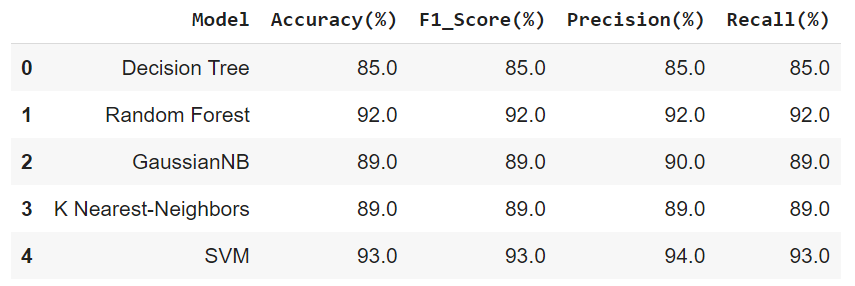 Model Accuracy(%) F1_Score(%) Precision(%) Recall(%)
0 Decision Tree 85.0 85.0 85.0 85.0
1 Random Forest 92.0 92.0 92.0 92.0
2 GaussianNB 89.0 89.0 90.0 89.0
3 K Nearest-Neighbors 89.0 89.0 89.0 89.0
4 SVM 93.0 93.0 94.0 93.0